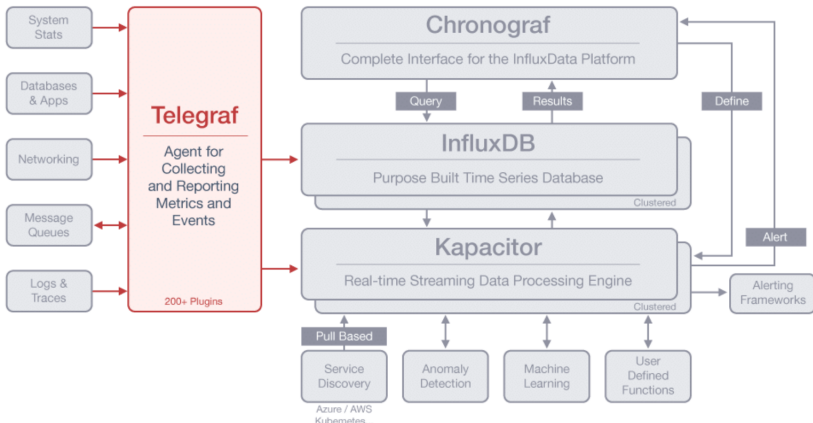 System
Stats
Databases
& Apps
Networking
Message
Queues
Logs &
Traces
Telegraf
Agent for
Collecting
and Reporting
Metrics and
Events
200+ Plugins
Chronograf
Complete Interface for the InfluxData Platform
Query
Results
Define
InfluxDB
Purpose Built Time Series Database
Clustered
Kapacitor
Real-time Streaming Data Processing Engine
Clustered
Alert
Alerting
Frameworks
Pull Based
Service
Discovery
Azure / AWS
Kubernetes
Anomaly
Detection
Machine
Learning
User
Defined
Functions